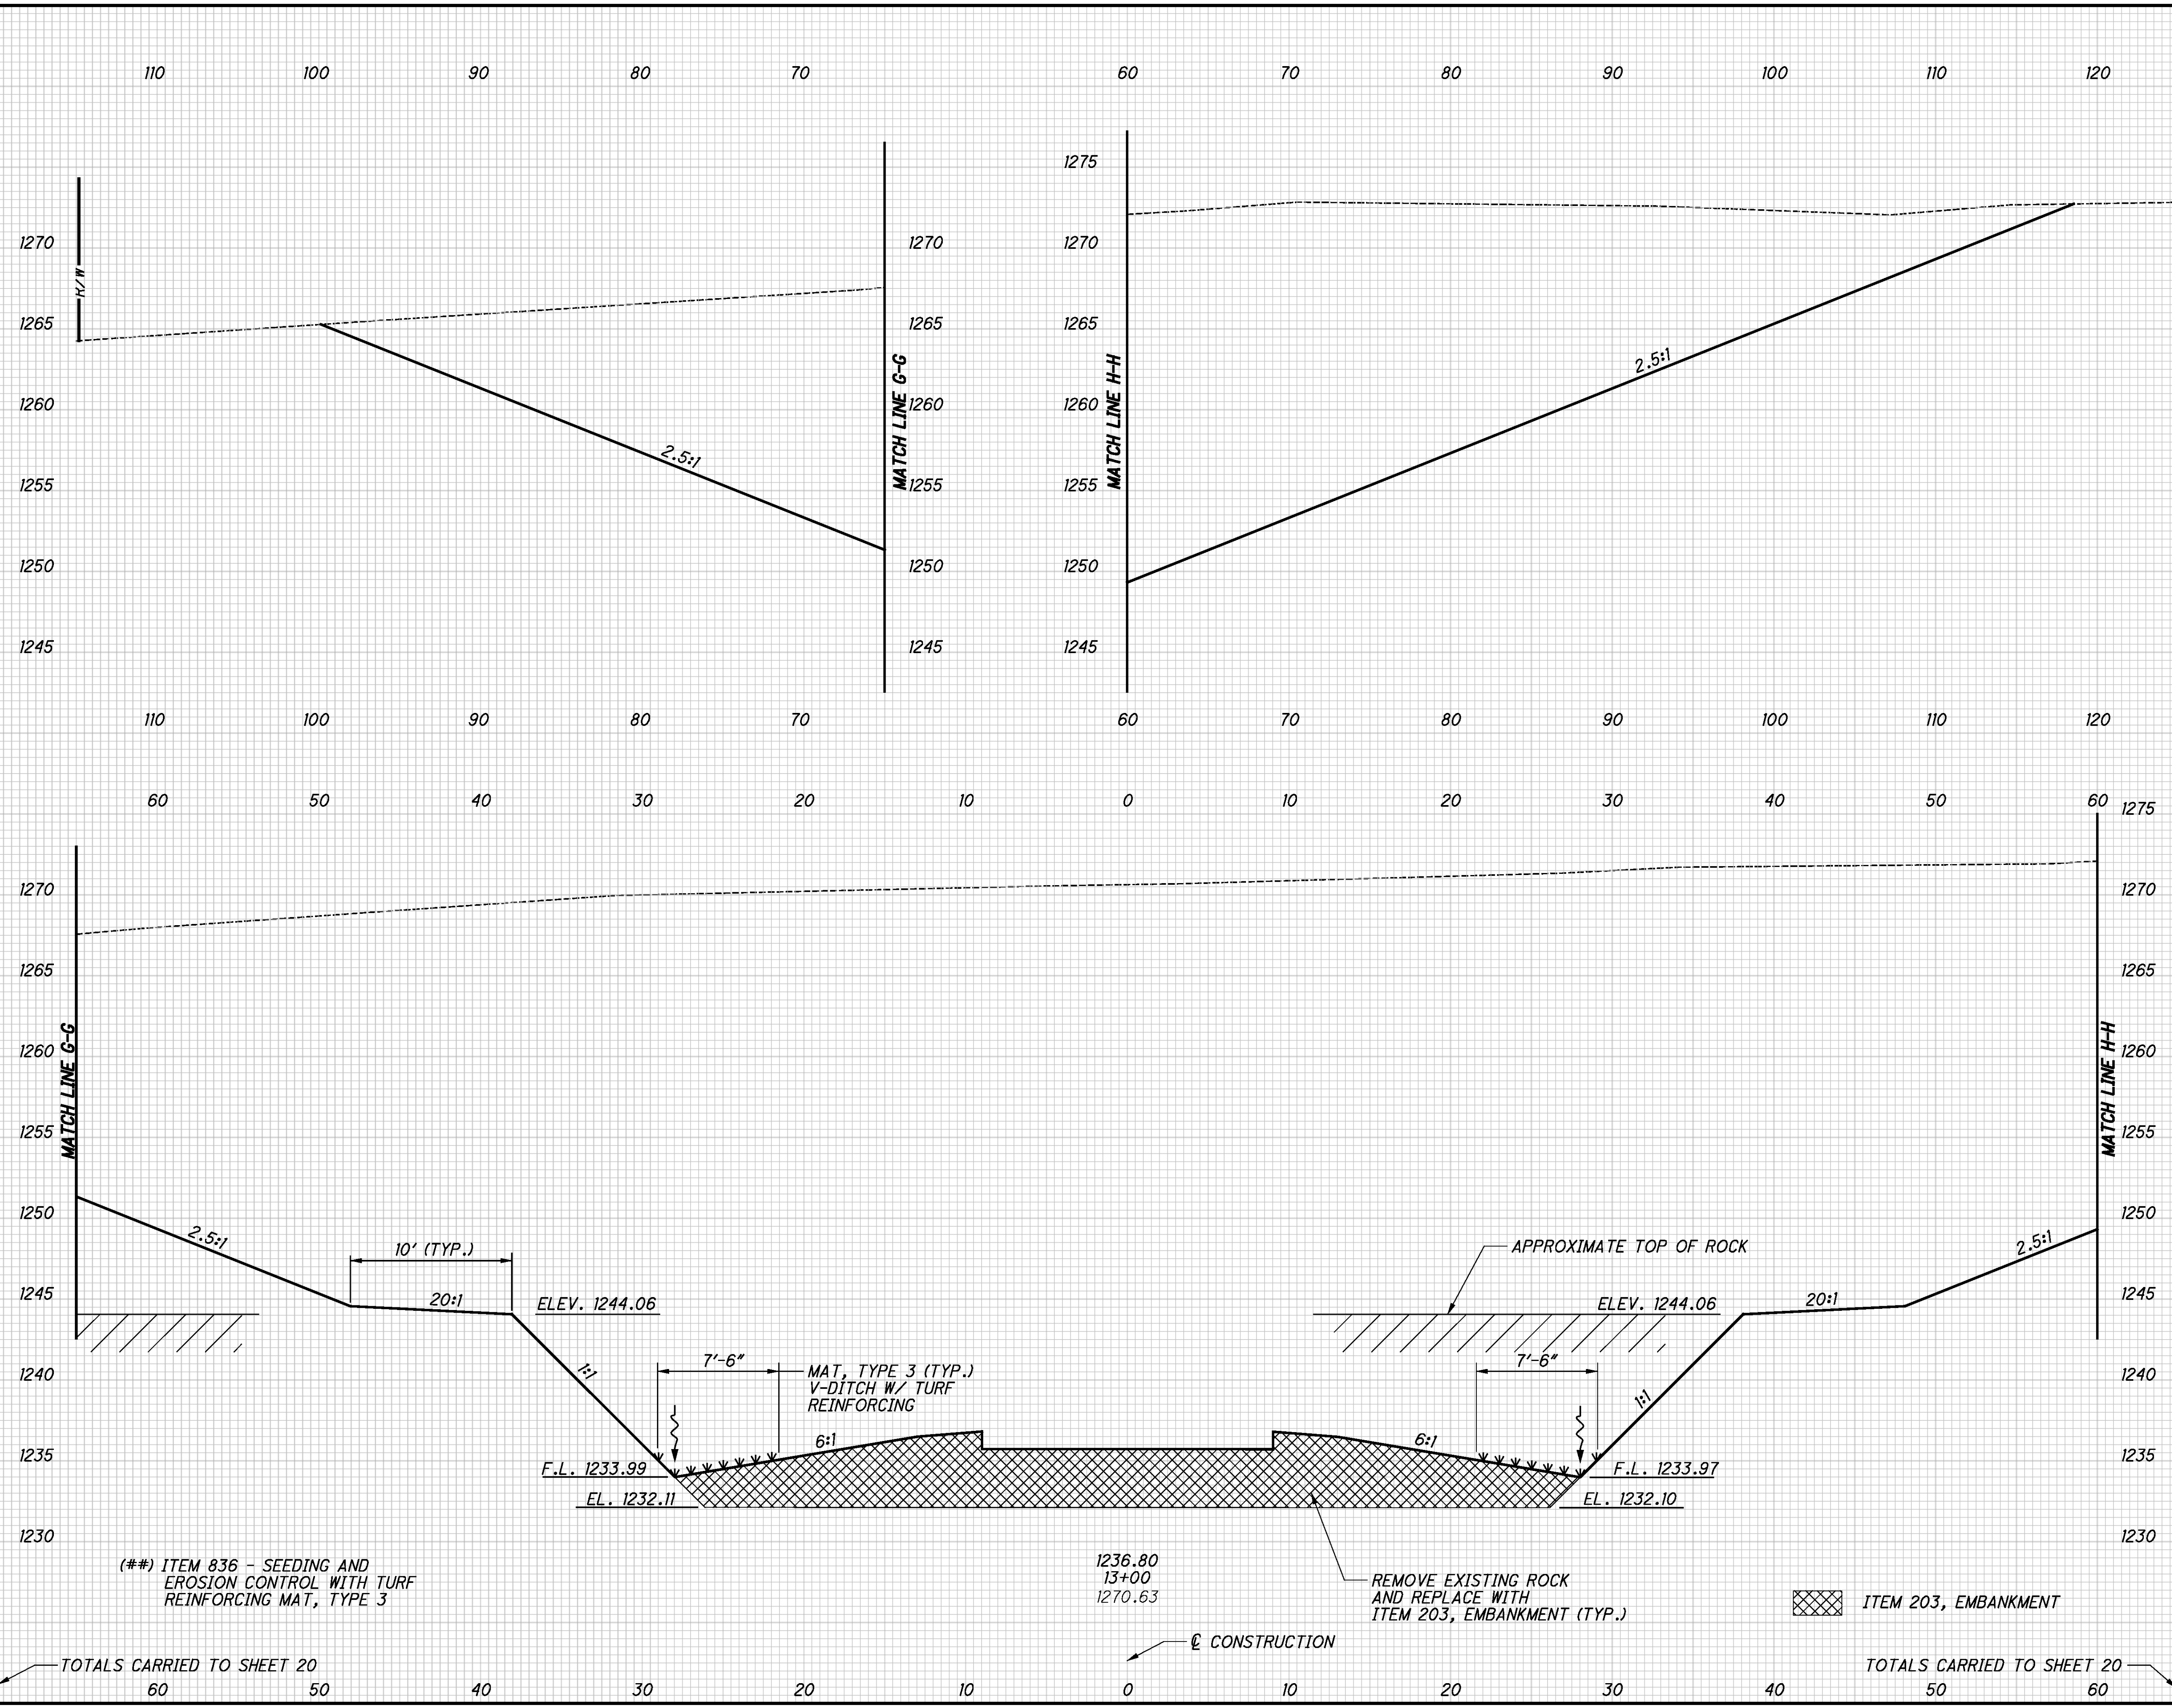 110 100 90 80 70 60 70 80 90 100 110 120
1275
1270 1270 1270
R/W
1265 1265 1265
MATCH LINE G-G
MATCH LINE H-H
2.5:1
2.5:1
1260 1260 1260
1255 1255 1255
1250 1250 1250
1245 1245 1245
110 100 90 80 70 60 70 80 90 100 110 120
60 50 40 30 20 10 0 10 20 30 40 50 60
1275
1270 1270
1265 1265
MATCH LINE G-G
MATCH LINE H-H
1260 1260
1255 1255
1250 1250
2.5:1
10' (TYP.)
APPROXIMATE TOP OF ROCK
2.5:1
1245 1245
20:1
ELEV. 1244.06
ELEV. 1244.06
20:1
1240 1240
1:1
7'-6"
MAT, TYPE 3 (TYP.)
V-DITCH W/ TURF
REINFORCING
7'-6"
1:1
1235 1235
6:1
6:1
F.L. 1233.99
F.L. 1233.97
EL. 1232.11
EL. 1232.10
1230 1230
(##) ITEM 836 - SEEDING AND
EROSION CONTROL WITH TURF
REINFORCING MAT, TYPE 3
1236.80
13+00
1270.63
REMOVE EXISTING ROCK
AND REPLACE WITH
ITEM 203, EMBANKMENT (TYP.)
ITEM 203, EMBANKMENT
℄ CONSTRUCTION
TOTALS CARRIED TO SHEET 20
TOTALS CARRIED TO SHEET 20
60 50 40 30 20 10 0 10 20 30 40 50 60